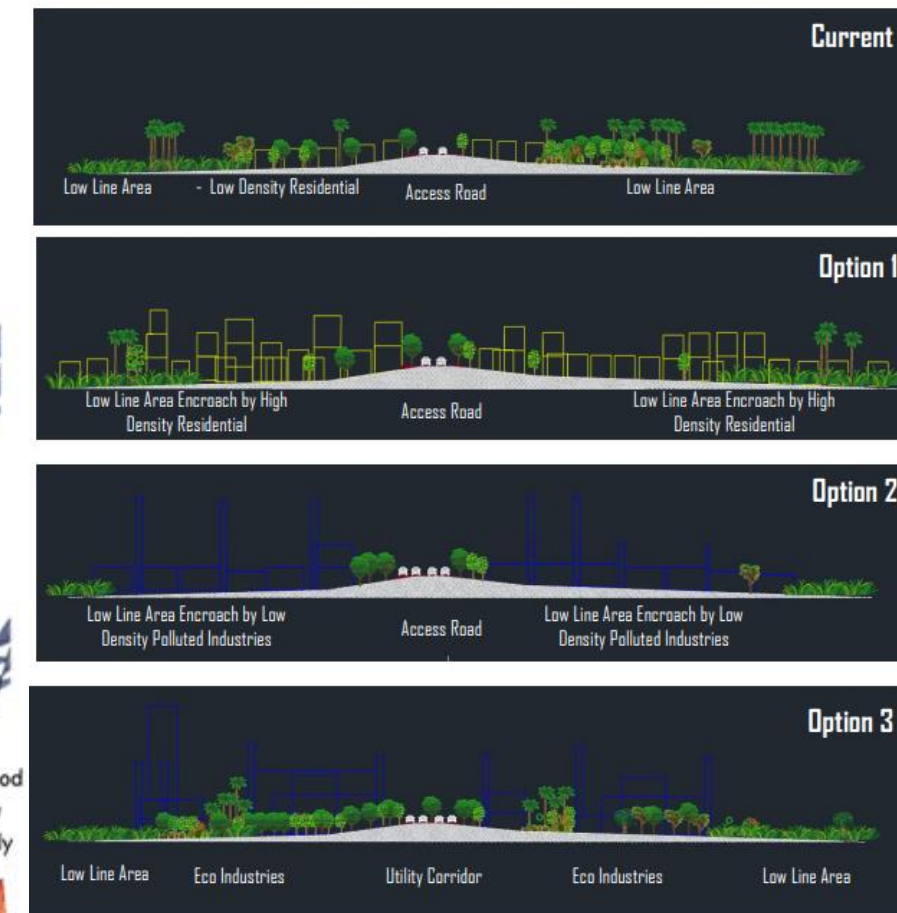 Current
Low Line Area - Low Density Residential Access Road Low Line Area
Option 1
Low Line Area Encroach by High
Density Residential
Access Road
Low Line Area Encroach by High
Density Residential
Option 2
Low Line Area Encroach by Low
Density Polluted Industries
Access Road
Low Line Area Encroach by Low
Density Polluted Industries
Option 3
Low Line Area Eco Industries Utility Corridor Eco Industries Low Line Area